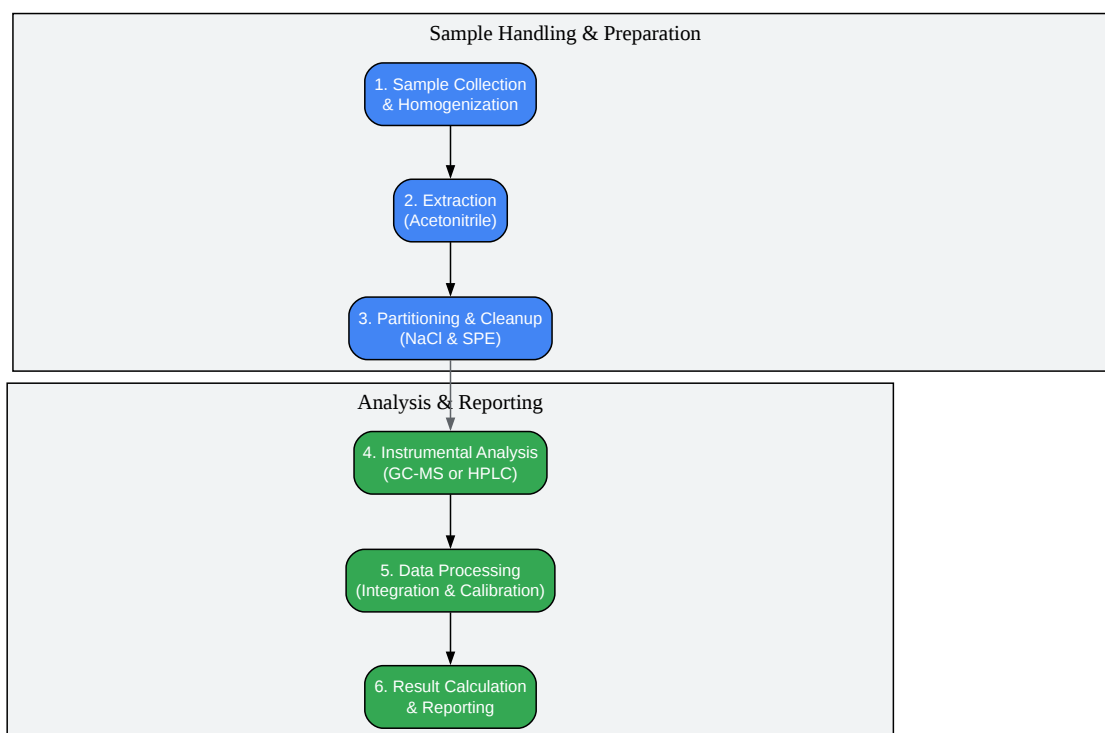 Sample Handling & Preparation
1. Sample Collection
& Homogenization
2. Extraction
(Acetonitrile)
3. Partitioning & Cleanup
(NaCl & SPE)
Analysis & Reporting
4. Instrumental Analysis
(GC-MS or HPLC)
5. Data Processing
(Integration & Calibration)
6. Result Calculation
& Reporting